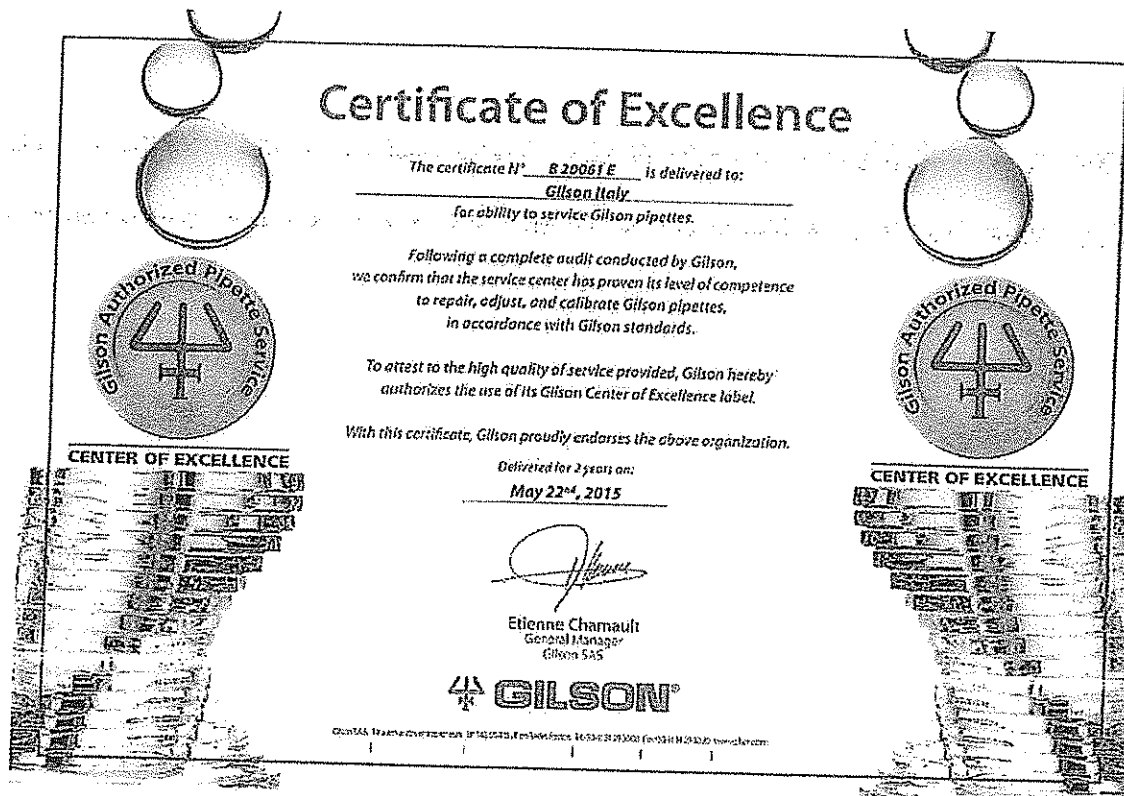 Certificate of Excellence
The certificate N° B 20061 E is delivered to:
Gilson Italy
for ability to service Gilson pipettes.
Following a complete audit conducted by Gilson,
we confirm that the service center has proven its level of competence
to repair, adjust, and calibrate Gilson pipettes,
in accordance with Gilson standards.
To attest to the high quality of service provided, Gilson hereby
authorizes the use of its Gilson Center of Excellence label.
With this certificate, Gilson proudly endorses the above organization.
Delivered for 2 years on:
May 22nd, 2015
Etienne Chamault
General Manager
Gilson SAS
GILSON®
Gilson SAS
Gilson Authorized Pipette Service
CENTER OF EXCELLENCE
Gilson Authorized Pipette Service
CENTER OF EXCELLENCE